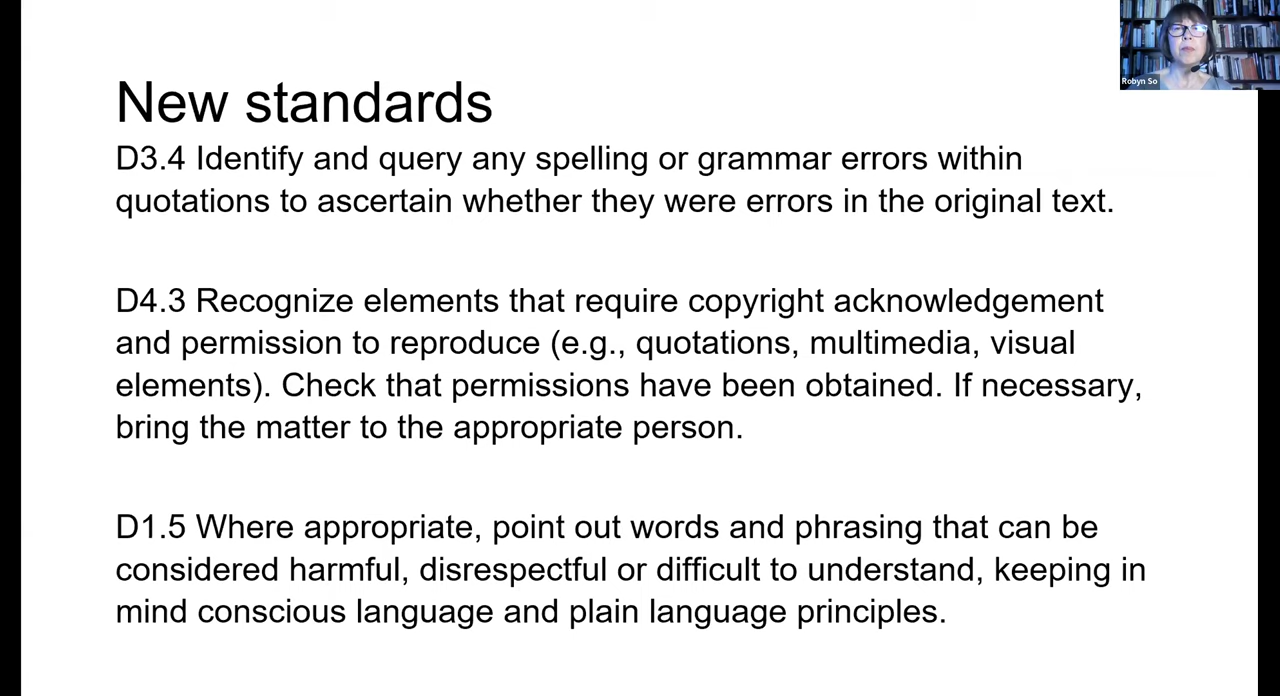 Robyn So
New standards
D3.4 Identify and query any spelling or grammar errors within
quotations to ascertain whether they were errors in the original text.
D4.3 Recognize elements that require copyright acknowledgement
and permission to reproduce (e.g., quotations, multimedia, visual
elements). Check that permissions have been obtained. If necessary,
bring the matter to the appropriate person.
D1.5 Where appropriate, point out words and phrasing that can be
considered harmful, disrespectful or difficult to understand, keeping in
mind conscious language and plain language principles.